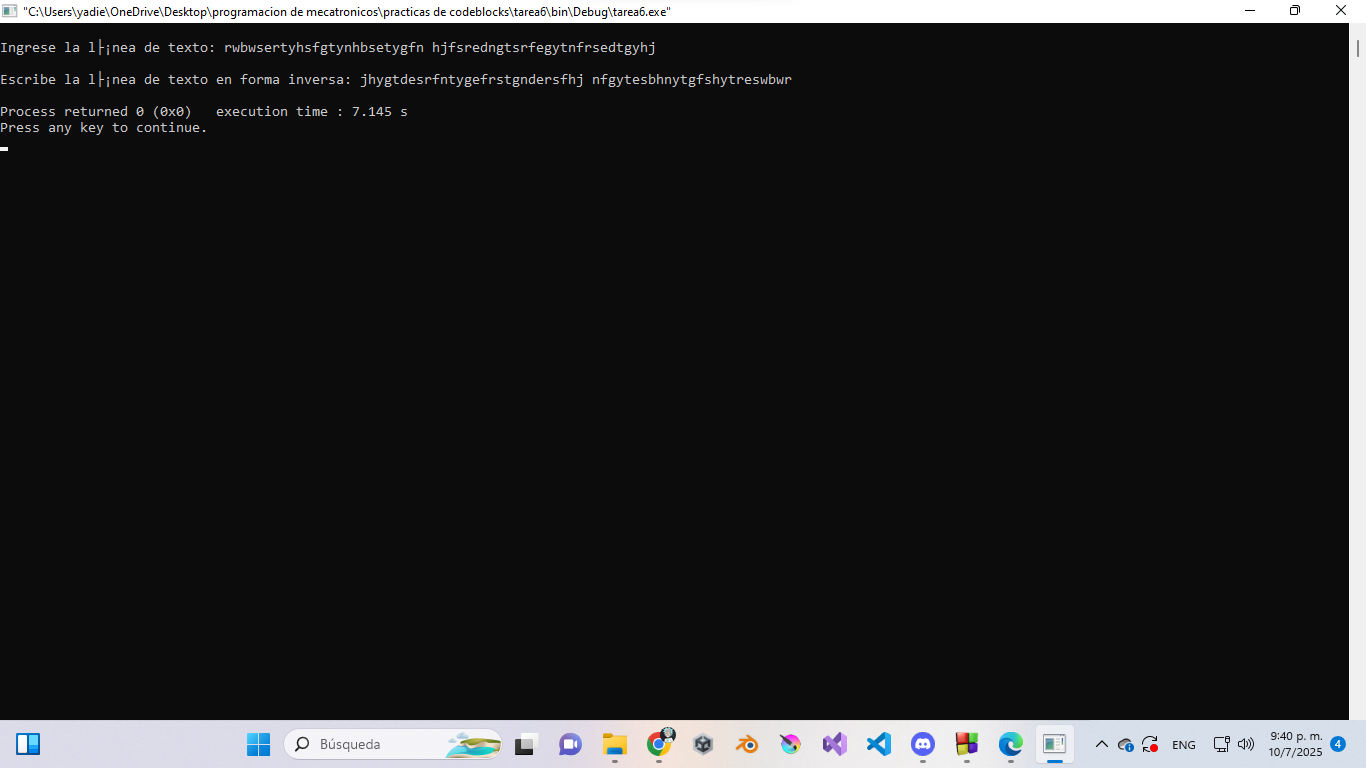 "C:\Users\yadie\OneDrive\Desktop\programacion de mecatronicos\practicas de codeblocks\tarea6\bin\Debug\tarea6.exe"
Ingrese la l├¡nea de texto: rwbwsertyhsfgtynhbsetygfn hjfsredngtsrfegytnfrsedtgyhj
Escribe la l├¡nea de texto en forma inversa: jhygtdesrfntygefrstgndersfhj nfgytesbhnytgfshytreswbwr
Process returned 0 (0x0)   execution time : 7.145 s
Press any key to continue.
Búsqueda
ENG
9:40 p. m.
10/7/2025
4